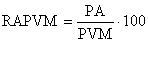 RAPVM = PA/PVM · 100